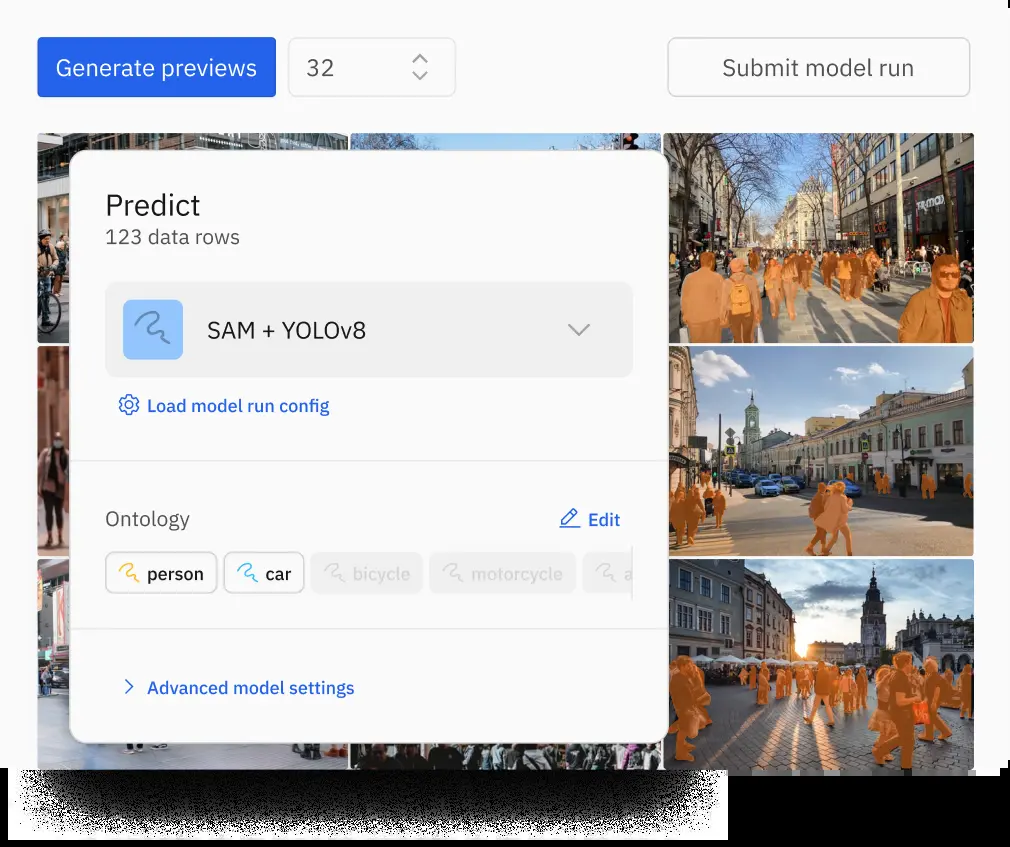 Generate previews
32
Submit model run
Predict
123 data rows
SAM + YOLOv8
Load model run config
Ontology
Edit
person
car
bicycle
motorcycle
a
Advanced model settings